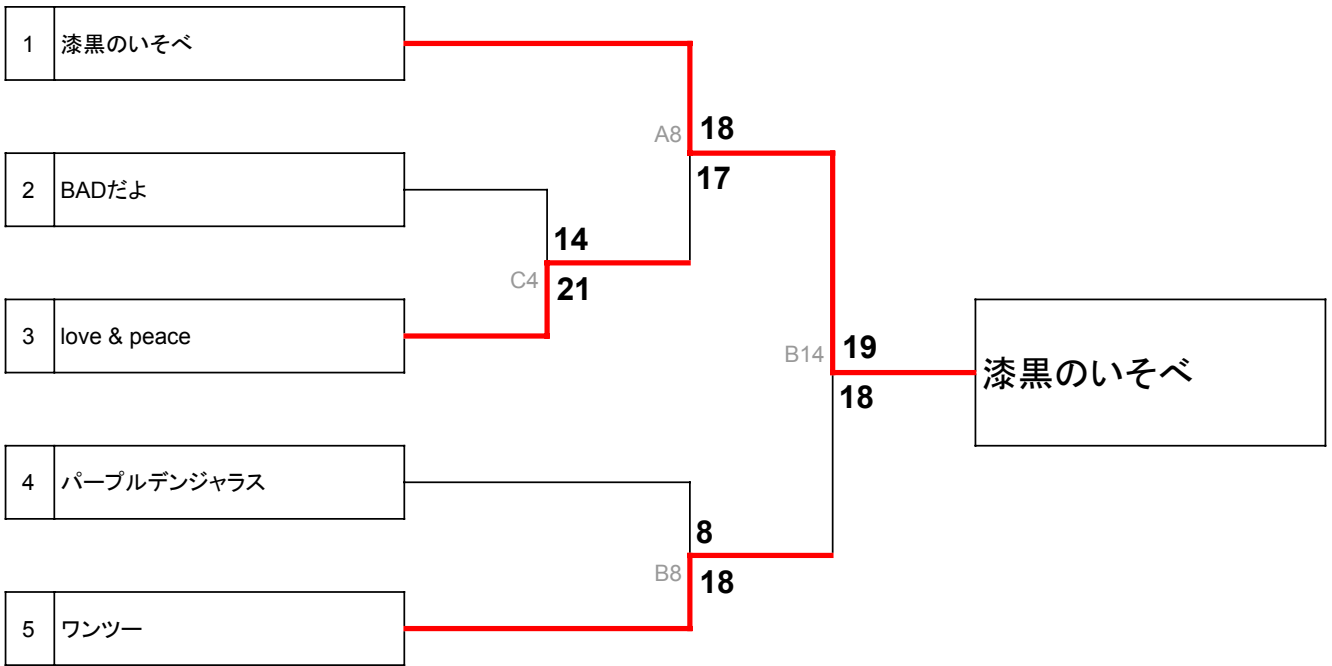 1 漆黒のいそべ
A8 18
17
2 BADだよ
14
C4 21
3 love & peace
B14 19
18
漆黒のいそべ
4 パープルデンジャラス
8
B8 18
5 ワンツー